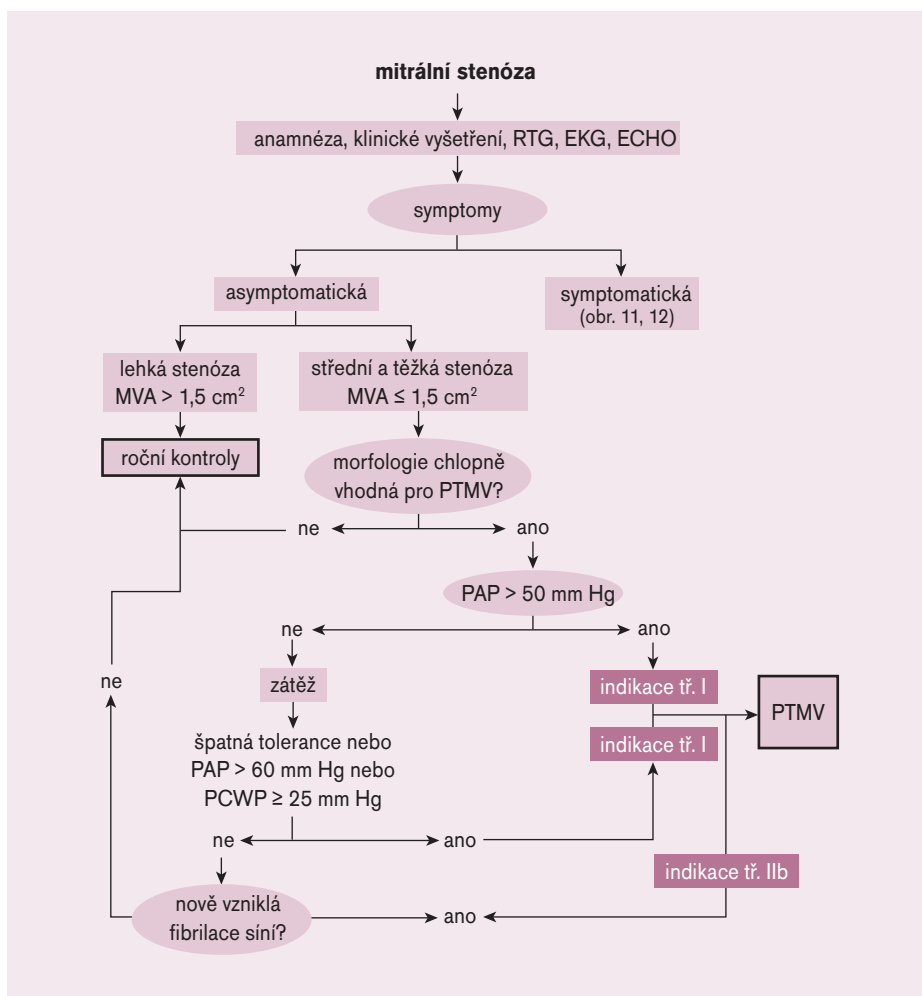 mitrální stenóza
anamnéza, klinické vyšetření, RTG, EKG, ECHO
symptomy
asymptomatická
symptomatická
(obr. 11, 12)
lehká stenóza
MVA > 1,5 cm²
střední a těžká stenóza
MVA ≤ 1,5 cm²
roční kontroly
morfologie chlopně
vhodná pro PTMV?
ne
ano
PAP > 50 mm Hg
ne
ano
ne
zátěž
indikace tř. I
PTMV
indikace tř. I
špatná tolerance nebo
PAP > 60 mm Hg nebo
PCWP ≥ 25 mm Hg
ne
ano
indikace tř. IIb
nově vzniklá
fibrilace síní?
ano